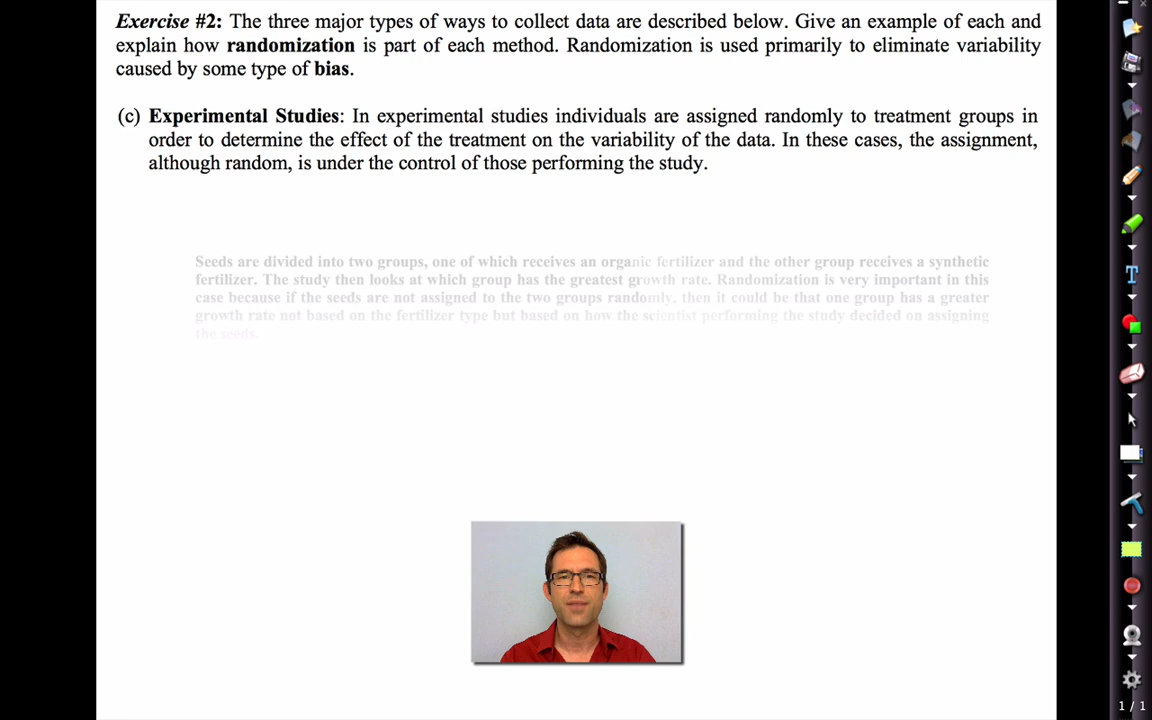 Exercise #2: The three major types of ways to collect data are described below. Give an example of each and
explain how randomization is part of each method. Randomization is used primarily to eliminate variability
caused by some type of bias.
(c) Experimental Studies: In experimental studies individuals are assigned randomly to treatment groups in
order to determine the effect of the treatment on the variability of the data. In these cases, the assignment,
although random, is under the control of those performing the study.
Seeds are divided into two groups, one of which receives an organic fertilizer and the other group receives a synthetic
fertilizer. The study then looks at which group has the greatest growth rate. Randomization is very important in this
case because if the seeds are not assigned to the two groups randomly, then it could be that one group has a greater
growth rate not based on the fertilizer type but based on how the scientist performing the study decided on assigning
the seeds.
T
1 / 1